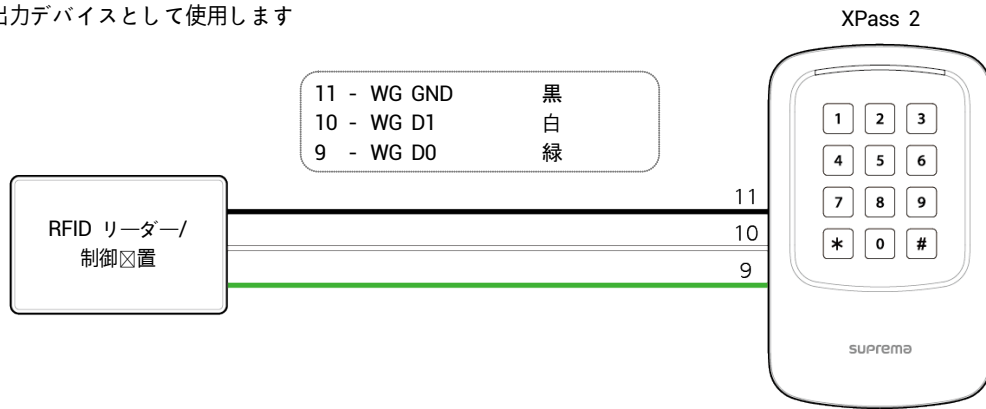 出力デバイスとして使用します
XPass 2
11 - WG GND 黒
10 - WG D1 白
9 - WG D0 緑
RFID リーダー/
制御☒置
11
10
9
1 2 3
4 5 6
7 8 9
* 0 #
suprema